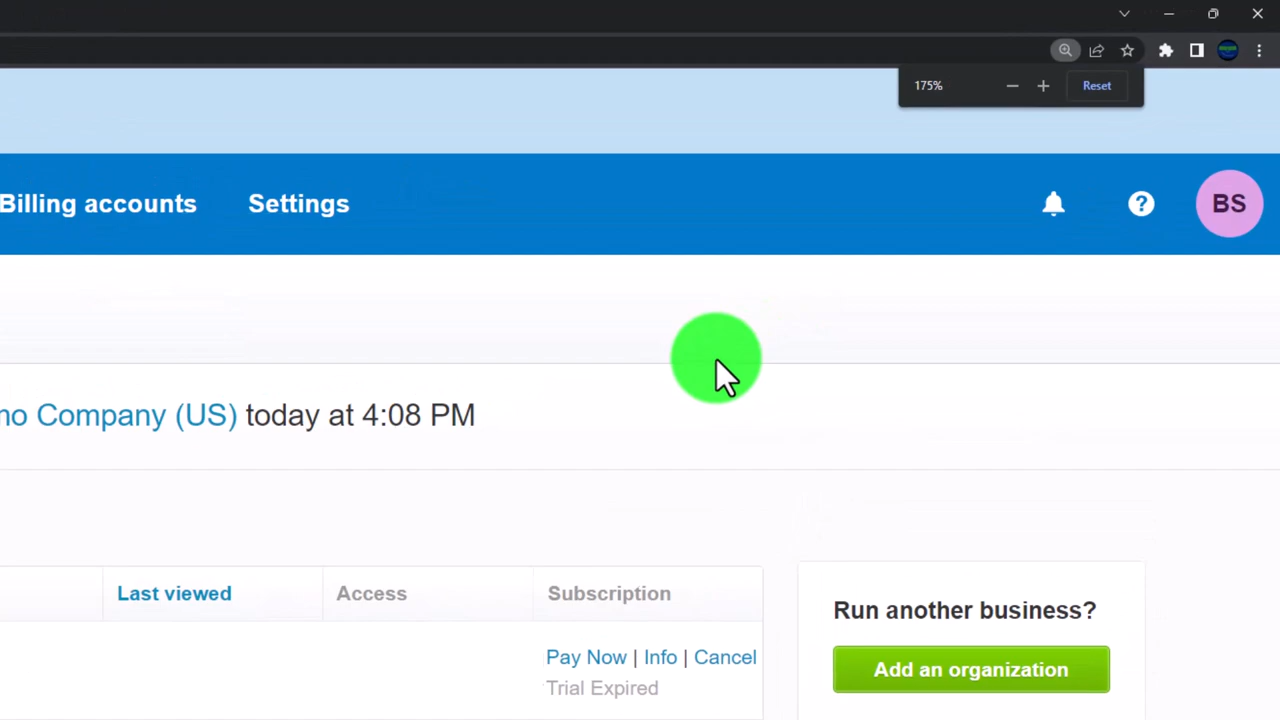 175%
Reset
Billing accounts Settings
BS
mo Company (US) today at 4:08 PM
Last viewed Access Subscription
Run another business?
Pay Now | Info | Cancel
Add an organization
Trial Expired